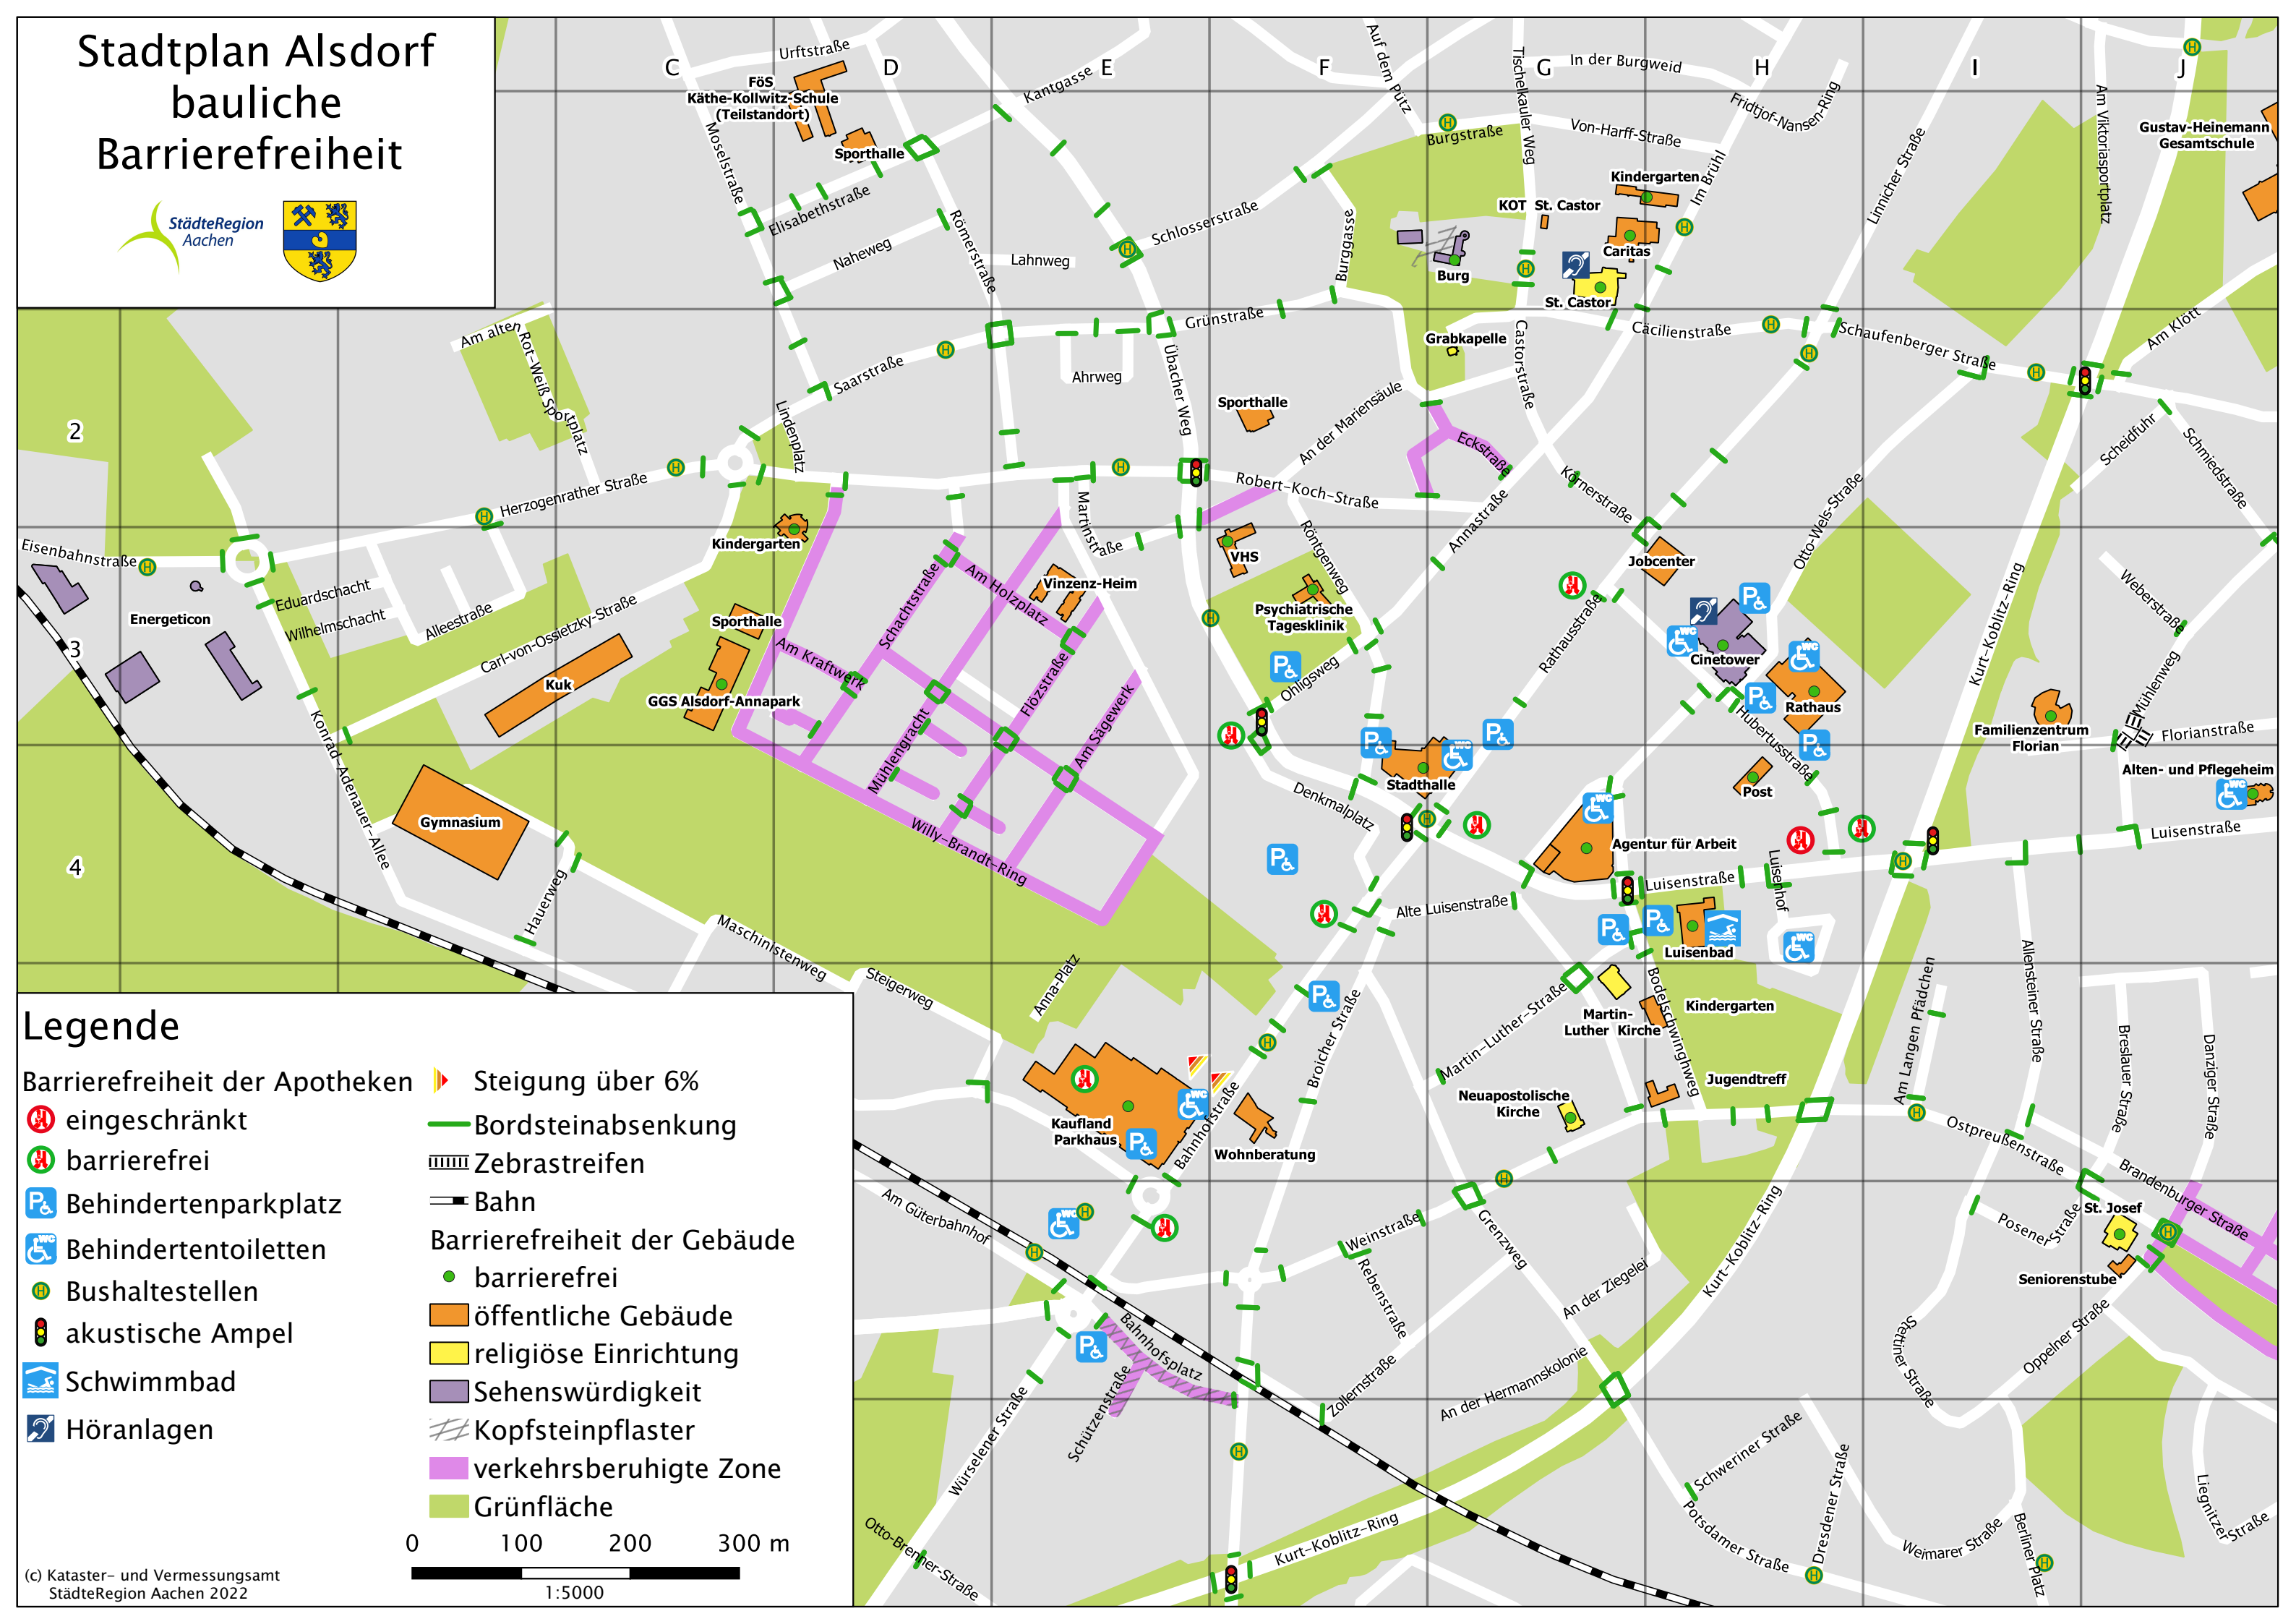 Stadtplan Alsdorf
bauliche
Barrierefreiheit
StädteRegion
Aachen
C
D
E
F
G
H
I
J
2
3
4
Urftstraße
FöS
Käthe-Kollwitz-Schule
(Teilstandort)
Sporthalle
Moselstraße
Elisabethstraße
Kantgasse
Naheweg
Römerstraße
Lahnweg
Schlosserstraße
Auf dem Pütz
Tischelkauler Weg
In der Burgweid
Burgstraße
Von-Harff-Straße
Fridtjof-Nansen-Ring
Im Brühl
Kindergarten
KOT St. Castor
Caritas
St. Castor
Burg
Burggasse
Linnicher Straße
Am Viktoriasportplatz
Gustav-Heinemann
Gesamtschule
Am alten
Rot-Weiß Sportplatz
Saarstraße
Grünstraße
Ahrweg
Übacher Weg
Lindenplatz
Grabkapelle
Castorstraße
Cäcilienstraße
Schaufenberger Straße
Am Klött
Sporthalle
An der Mariensäule
Eckstraße
Scheidfuhr
Schmiedstraße
Herzogenrather Straße
Robert-Koch-Straße
Körnerstraße
Otto-Wels-Straße
Annastraße
Martinstraße
Röntgenweg
Eisenbahnstraße
Eduardschacht
Wilhelmschacht
Alleestraße
Carl-von-Ossietzky-Straße
Energeticon
Kindergarten
Sporthalle
GGS Alsdorf-Annapark
Kuk
Am Kraftwerk
Schachtstraße
Am Holzplatz
Vinzenz-Heim
Flözstraße
Am Sägewerk
Mühlengracht
Willy-Brandt-Ring
VHS
Psychiatrische
Tagesklinik
Ohligsweg
Jobcenter
Rathausstraße
Cinetower
Rathaus
Hubertusstraße
Kurt-Koblitz-Ring
Weberstraße
Mühlenweg
Familienzentrum
Florian
Florianstraße
Alten- und Pflegeheim
Konrad-Adenauer-Allee
Gymnasium
Hauerweg
Denkmalplatz
Stadthalle
Post
Agentur für Arbeit
Luisenstraße
Luisenhof
Luisenstraße
Alte Luisenstraße
Luisenbad
Maschinistenweg
Steigerweg
Anna-Platz
Broicher Straße
Martin-Luther-Straße
Martin-
Luther Kirche
Kindergarten
Bodelschwinghweg
Jugendtreff
Neuapostolische
Kirche
Am Langen Pfädchen
Allensteiner Straße
Breslauer Straße
Danziger Straße
Kaufland
Parkhaus
Bahnhofstraße
Wohnberatung
Ostpreußenstraße
Brandenburger Straße
Posener Straße
St. Josef
Seniorenstube
Am Güterbahnhof
Weinstraße
Rebenstraße
Grenzweg
An der Ziegelei
Kurt-Koblitz-Ring
Stettiner Straße
Oppelner Straße
Bahnhofsplatz
Schützenstraße
Zollernstraße
An der Hermannskolonie
Würselener Straße
Otto-Brenner-Straße
Kurt-Koblitz-Ring
Schweriner Straße
Potsdamer Straße
Dresdener Straße
Weimarer Straße
Berliner Platz
Liegnitzer Straße
Legende
Barrierefreiheit der Apotheken
eingeschränkt
barrierefrei
Behindertenparkplatz
Behindertentoiletten
Bushaltestellen
akustische Ampel
Schwimmbad
Höranlagen
Steigung über 6%
Bordsteinabsenkung
Zebrastreifen
Bahn
Barrierefreiheit der Gebäude
barrierefrei
öffentliche Gebäude
religiöse Einrichtung
Sehenswürdigkeit
Kopfsteinpflaster
verkehrsberuhigte Zone
Grünfläche
0 100 200 300 m
1:5000
(c) Kataster- und Vermessungsamt
StädteRegion Aachen 2022